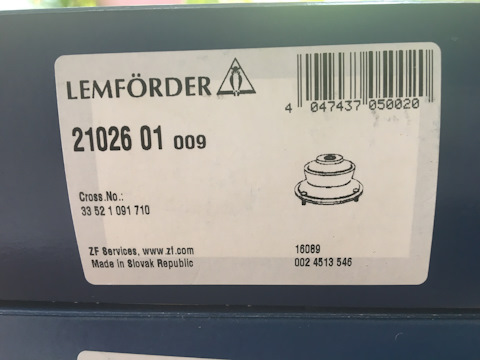 LEMFÖRDER
4 047437 050020
21026 01 009
Cross.No.:
33 52 1 091 710
ZF Services, www.zf.com
Made in Slovak Republic
16089
002 4513 546